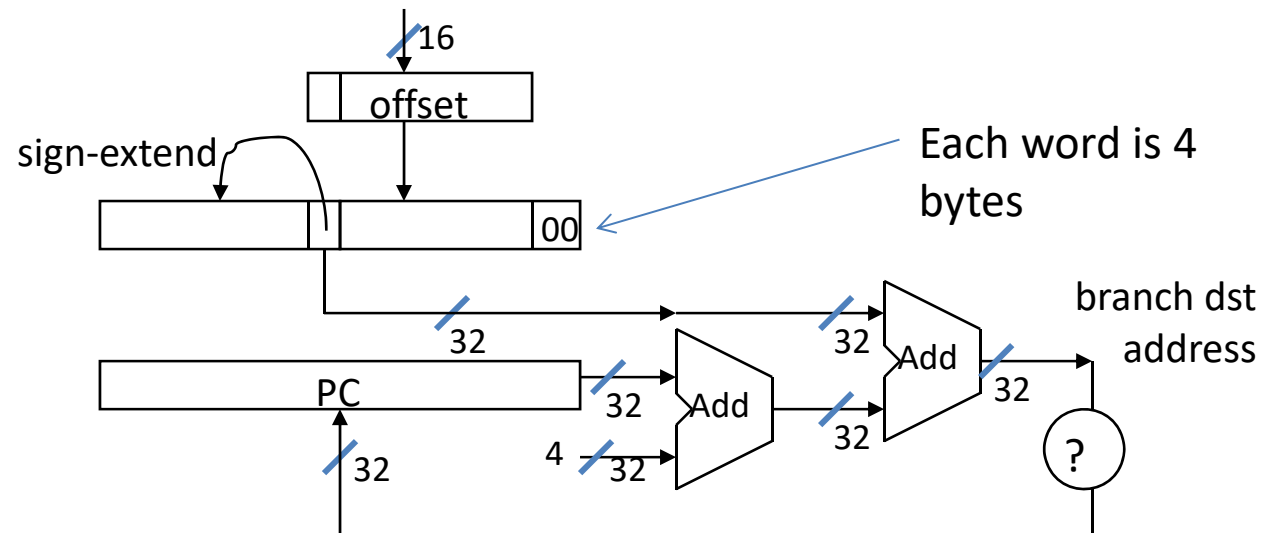 16
offset
sign-extend
Each word is 4
bytes
00
branch dst
address
32
32
Add
32
PC
32
Add
32
4
32
32
?